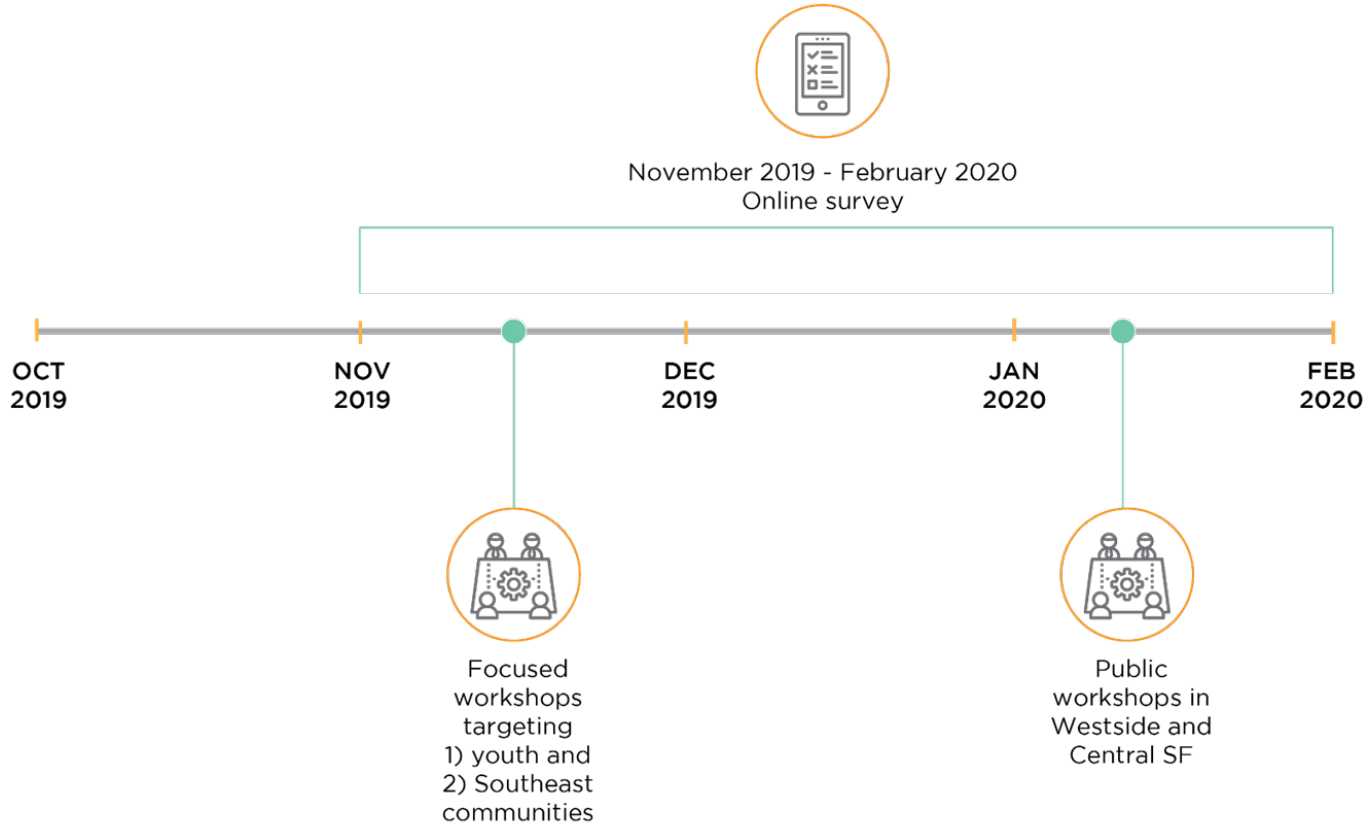 November 2019 - February 2020
Online survey
OCT
2019
NOV
2019
DEC
2019
JAN
2020
FEB
2020
Focused
workshops
targeting
1) youth and
2) Southeast
communities
Public
workshops in
Westside and
Central SF